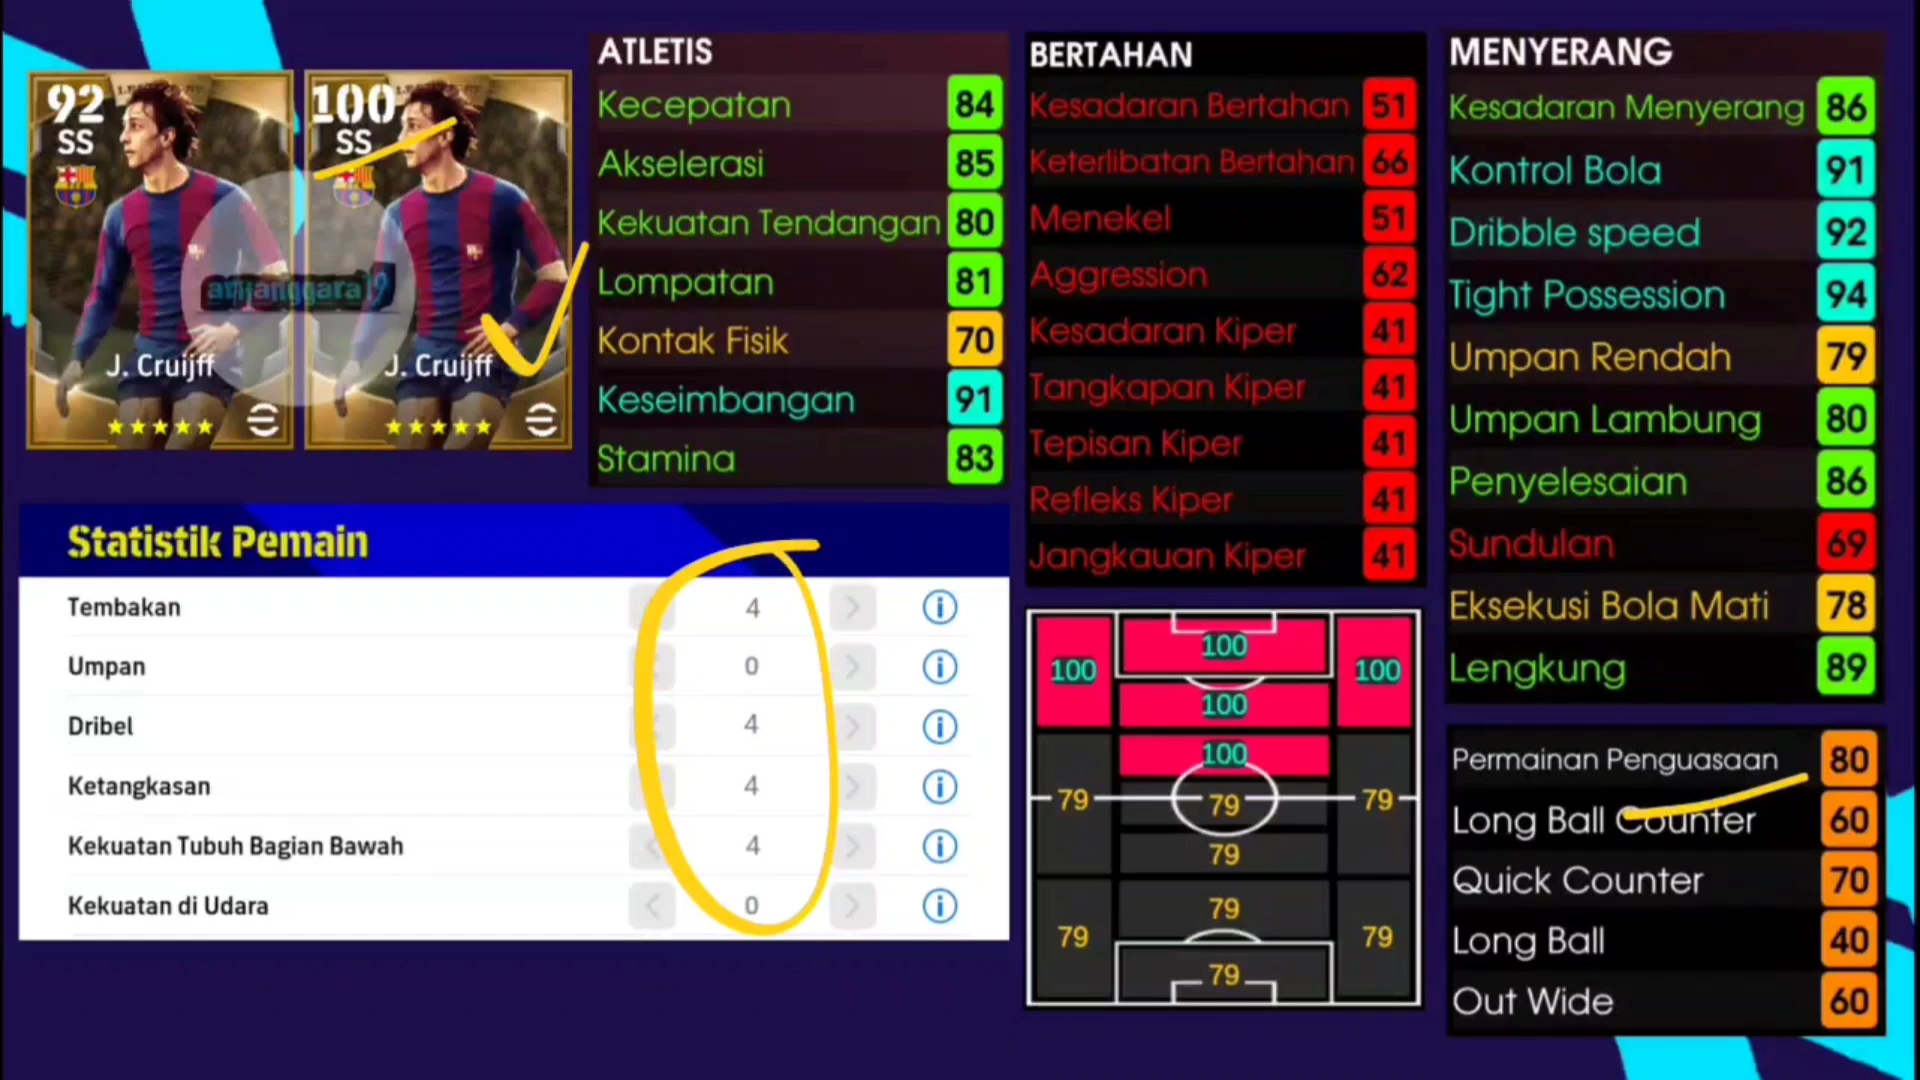 92
SS
J. Cruijff
100
SS
J. Cruijff
ATLETIS
Kecepatan 84
Akselerasi 85
Kekuatan Tendangan 80
Lompatan 81
Kontak Fisik 70
Keseimbangan 91
Stamina 83
BERTAHAN
Kesadaran Bertahan 51
Keterlibatan Bertahan 66
Menekel 51
Aggression 62
Kesadaran Kiper 41
Tangkapan Kiper 41
Tepisan Kiper 41
Refleks Kiper 41
Jangkauan Kiper 41
MENYERANG
Kesadaran Menyerang 86
Kontrol Bola 91
Dribble speed 92
Tight Possession 94
Umpan Rendah 79
Umpan Lambung 80
Penyelesaian 86
Sundulan 69
Eksekusi Bola Mati 78
Lengkung 89
Statistik Pemain
Tembakan 4
Umpan 0
Dribel 4
Ketangkasan 4
Kekuatan Tubuh Bagian Bawah 4
Kekuatan di Udara 0
100
100 100
100
100
79 79 79
79
79
79 79
79
Permainan Penguasaan 80
Long Ball Counter 60
Quick Counter 70
Long Ball 40
Out Wide 60